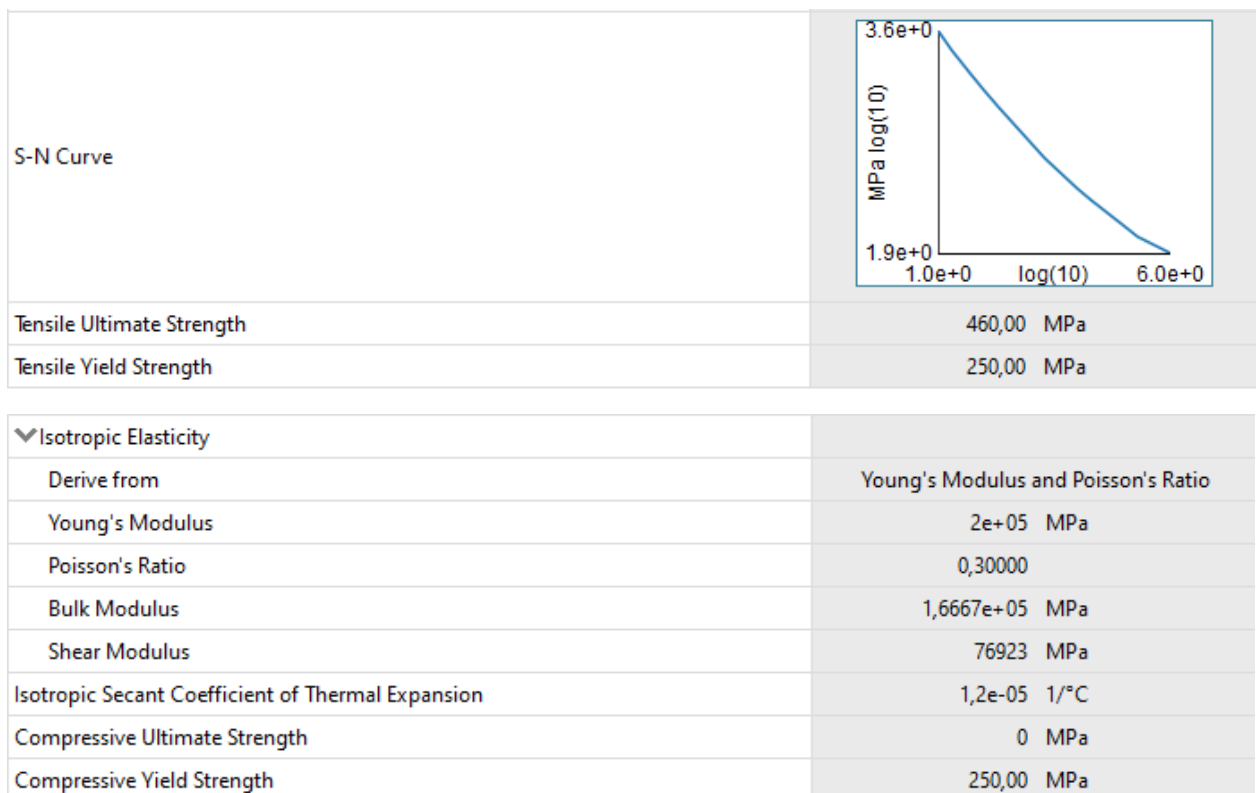 S-N Curve
3.6e+0
MPa log(10)
1.9e+0
1.0e+0 log(10) 6.0e+0
Tensile Ultimate Strength 460,00 MPa
Tensile Yield Strength 250,00 MPa
Isotropic Elasticity
Derive from Young's Modulus and Poisson's Ratio
Young's Modulus 2e+05 MPa
Poisson's Ratio 0,30000
Bulk Modulus 1,6667e+05 MPa
Shear Modulus 76923 MPa
Isotropic Secant Coefficient of Thermal Expansion 1,2e-05 1/°C
Compressive Ultimate Strength 0 MPa
Compressive Yield Strength 250,00 MPa